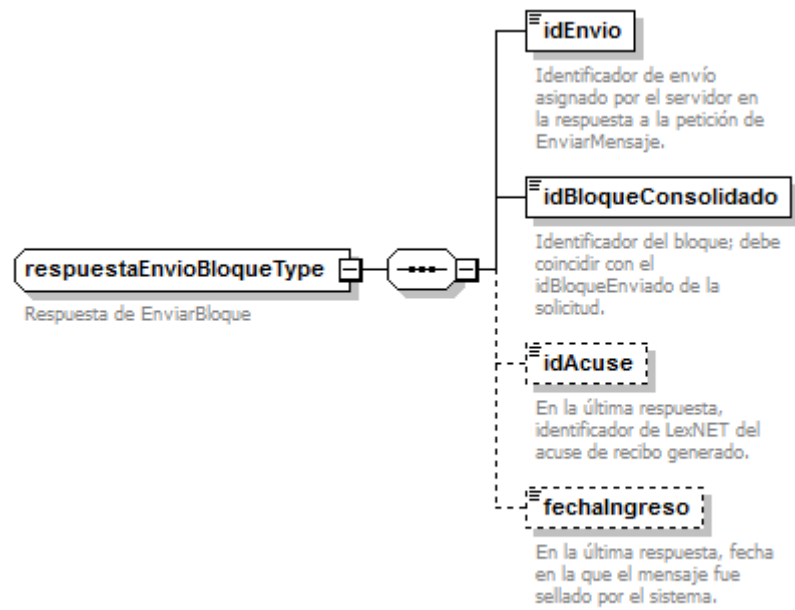 idEnvio
Identificador de envío
asignado por el servidor en
la respuesta a la petición de
EnviarMensaje.
idBloqueConsolidado
Identificador del bloque; debe
coincidir con el
idBloqueEnviado de la
solicitud.
respuestaEnvioBloqueType
Respuesta de EnviarBloque
idAcuse
En la última respuesta,
identificador de LexNET del
acuse de recibo generado.
fechaIngreso
En la última respuesta, fecha
en la que el mensaje fue
sellado por el sistema.